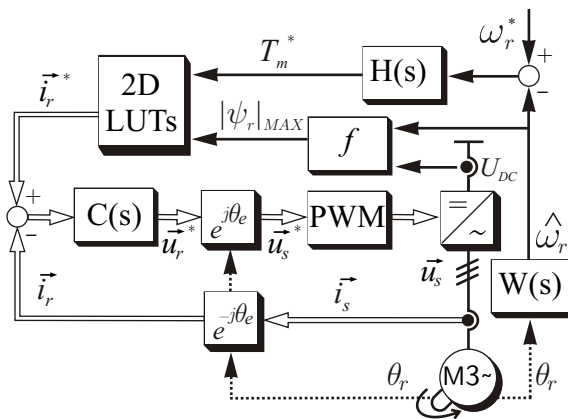 ω_r^*
T_m^*
+
-
H(s)
i_r^*
2D
LUTs
|ψ_r|_MAX
f
U_DC
+
-
C(s)
u_r^*
e^{jθ_e}
u_s^*
PWM
=
~
ω̂_r
u_s
i_r
e^{-jθ_e}
i_s
W(s)
θ_r
M3~
θ_r